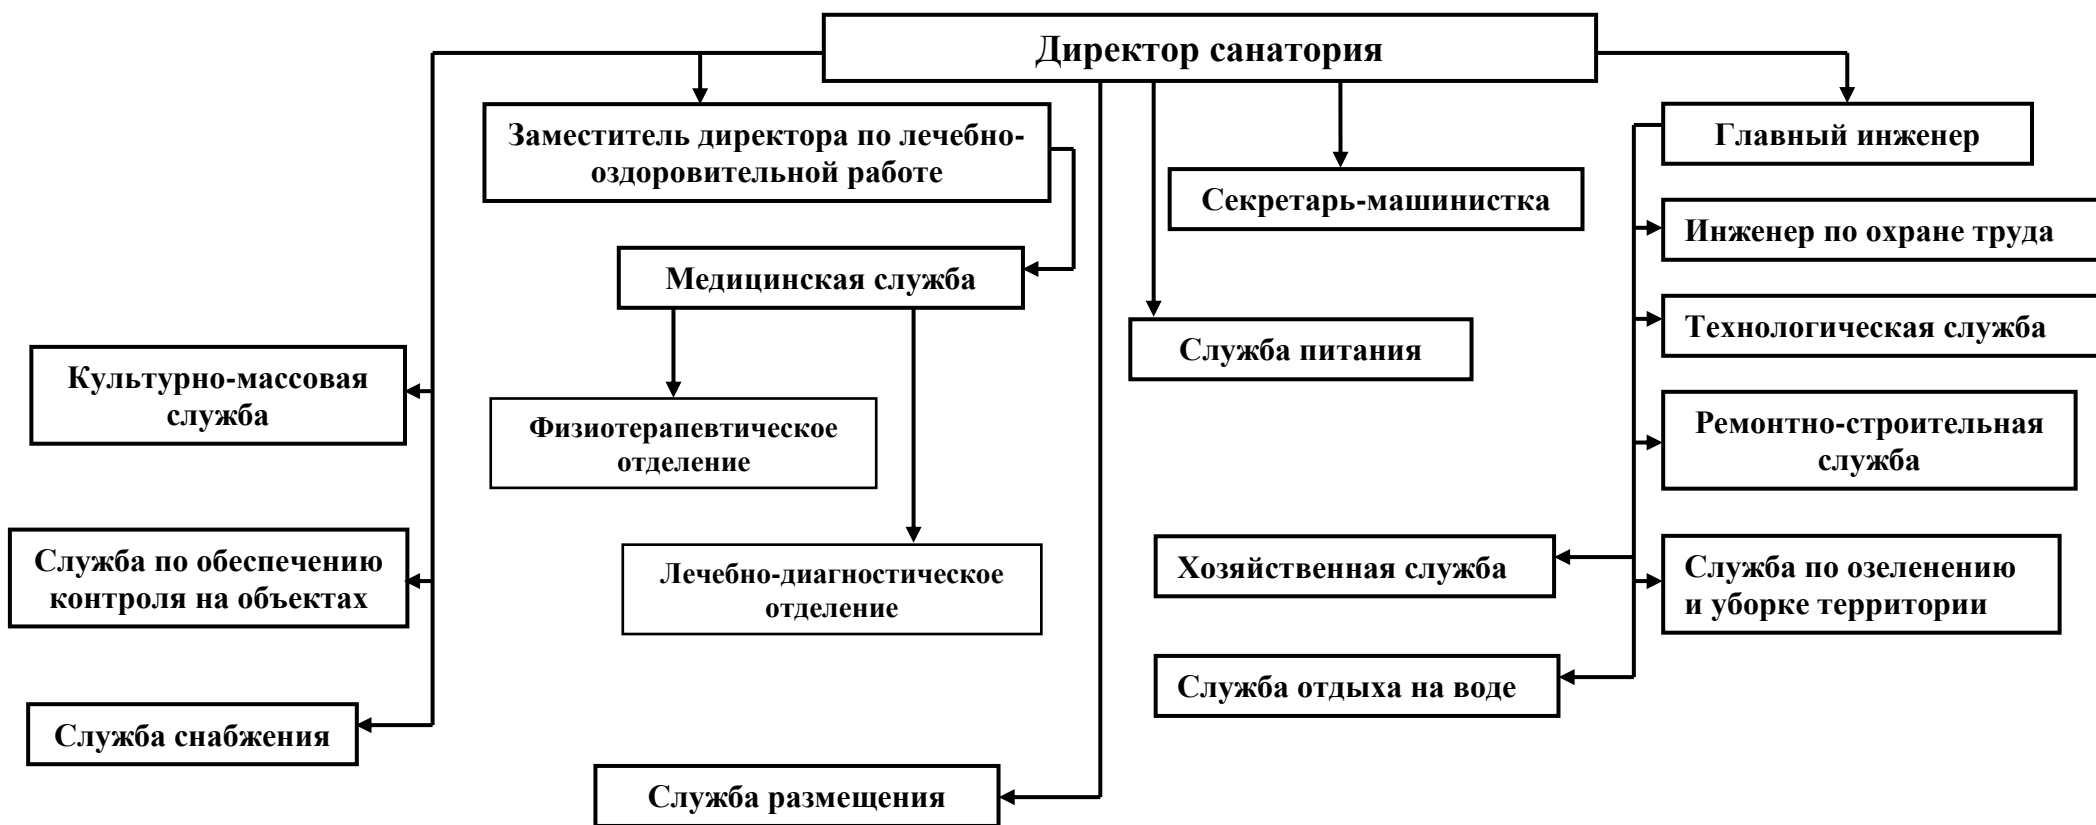 Директор санатория
Заместитель директора по лечебно-
оздоровительной работе
Главный инженер
Секретарь-машинистка
Инженер по охране труда
Медицинская служба
Технологическая служба
Служба питания
Культурно-массовая
служба
Физиотерапевтическое
отделение
Ремонтно-строительная
служба
Служба по обеспечению
контроля на объектах
Лечебно-диагностическое
отделение
Хозяйственная служба
Служба по озеленению
и уборке территории
Служба отдыха на воде
Служба снабжения
Служба размещения